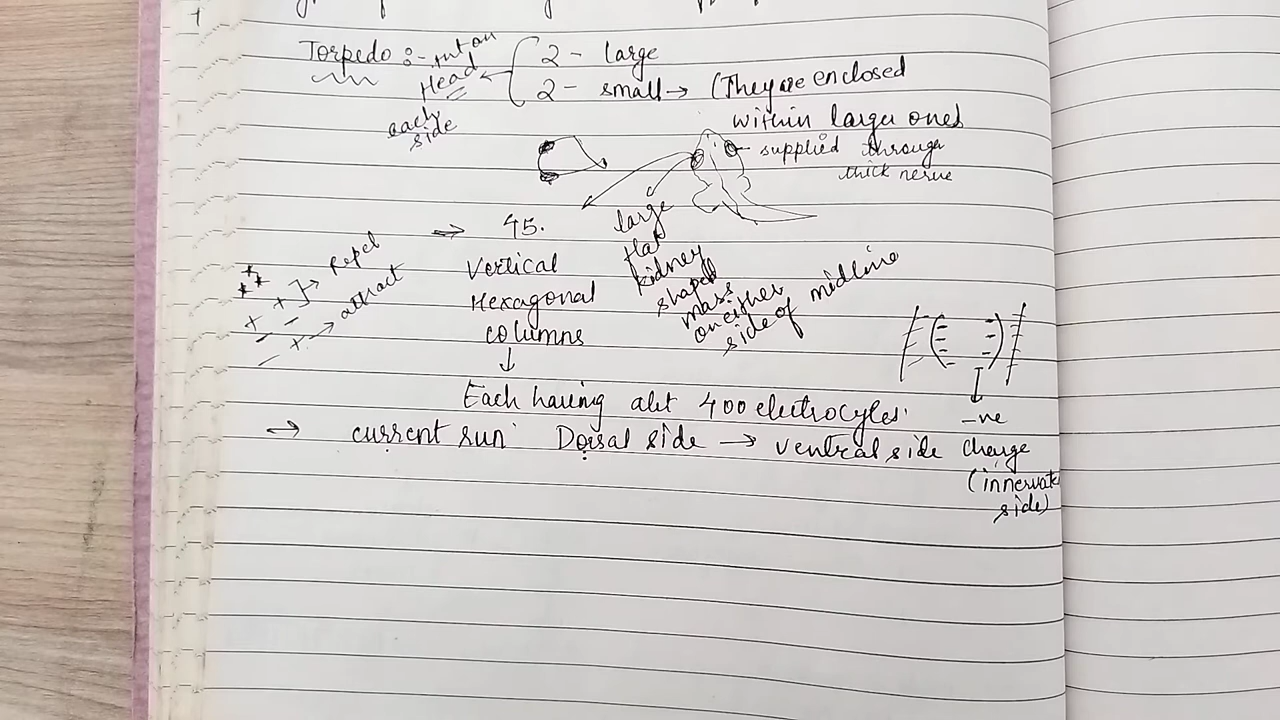 Torpedo :-
Head
each
side
2 - large
2 - small → (They are enclosed
within larger ones
supplied through
thick nerve
⇒ 45.
Vertical
Hexagonal
columns
↓
Each having abt 400 electrocytes.
large
flat
kidney
shaped
mass
on either
side of midline
+ + } → Repel
- + → attract
-ve
charge
(innervated
side)
→ current run Dorsal side → ventral side